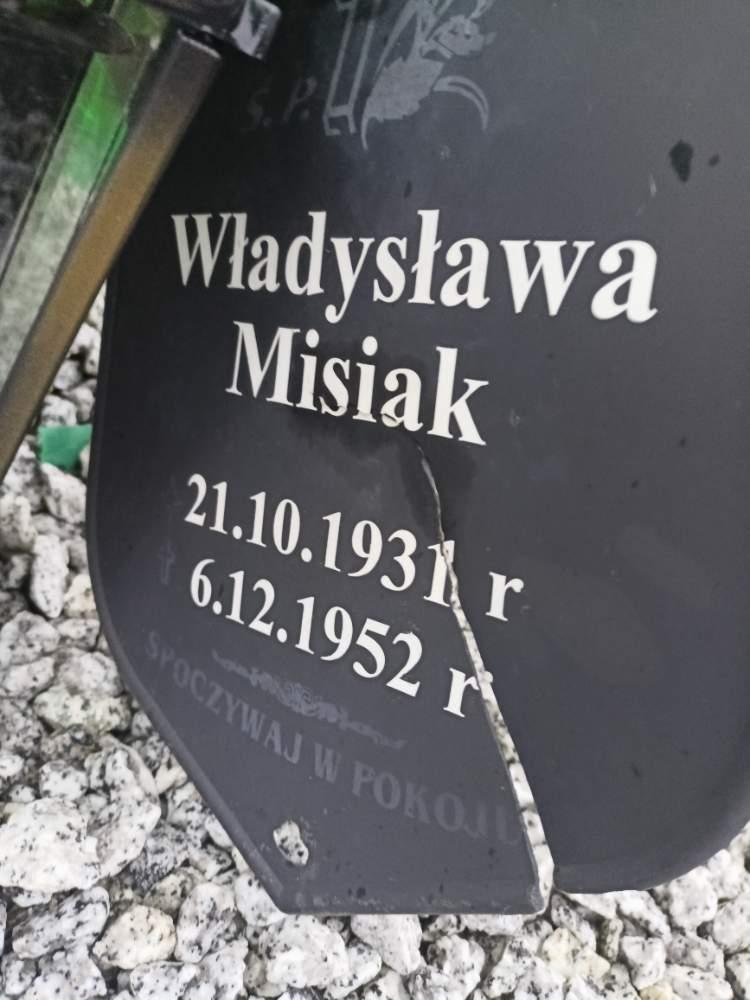 Ś.P.
Władysława
Misiak
21.10.1931 r
6.12.1952 r
SPOCZYWAJ W POKOJU